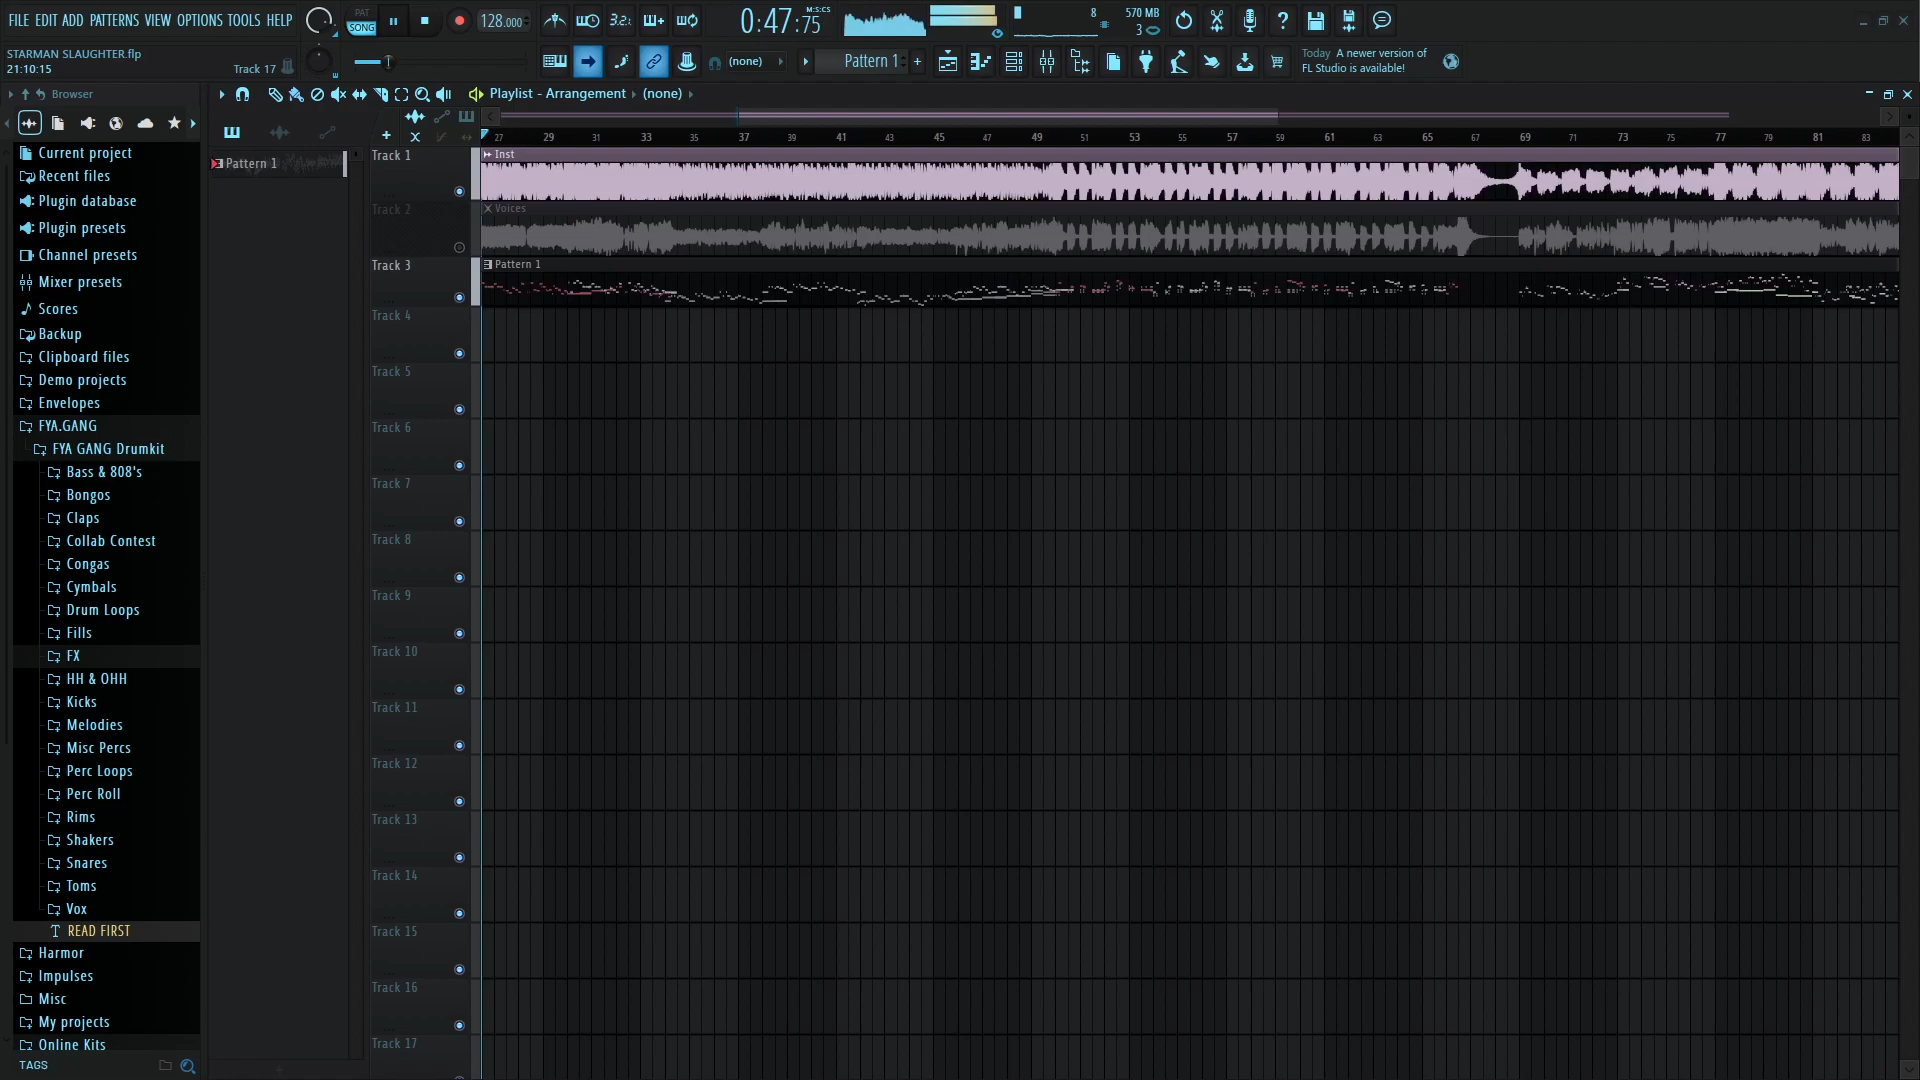 FILE EDIT ADD PATTERNS VIEW OPTIONS TOOLS HELP
PAT
SONG
128.000
3.2.
0:47:75
M:S:CS
8
570 MB
3
STARMAN SLAUGHTER.flp
21:10:15
Track 17
(none)
Pattern 1
+
Today A newer version of
FL Studio is available!
Browser
Playlist - Arrangement
(none)
Current project
Recent files
Plugin database
Plugin presets
Channel presets
Mixer presets
Scores
Backup
Clipboard files
Demo projects
Envelopes
FYA.GANG
FYA GANG Drumkit
Bass & 808's
Bongos
Claps
Collab Contest
Congas
Cymbals
Drum Loops
Fills
FX
HH & OHH
Kicks
Melodies
Misc Percs
Perc Loops
Perc Roll
Rims
Shakers
Snares
Toms
Vox
READ FIRST
Harmor
Impulses
Misc
My projects
Online Kits
TAGS
Pattern 1
27 29 31 33 35 37 39 41 43 45 47 49 51 53 55 57 59 61 63 65 67 69 71 73 75 77 79 81 83
Track 1
Inst
Track 2
Voices
Track 3
Pattern 1
Track 4
Track 5
Track 6
Track 7
Track 8
Track 9
Track 10
Track 11
Track 12
Track 13
Track 14
Track 15
Track 16
Track 17